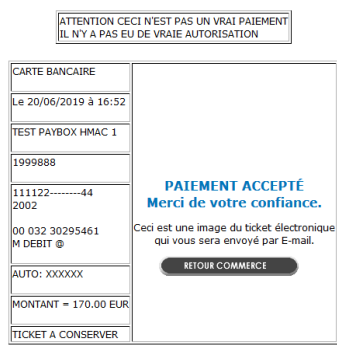 ATTENTION CECI N'EST PAS UN VRAI PAIEMENT
IL N'Y A PAS EU DE VRAIE AUTORISATION
CARTE BANCAIRE
Le 20/06/2019 à 16:52
TEST PAYBOX HMAC 1
1999888
111122--------44
2002
00 032 30295461
M DEBIT @
AUTO: XXXXXX
MONTANT = 170.00 EUR
TICKET A CONSERVER
PAIEMENT ACCEPTÉ
Merci de votre confiance.
Ceci est une image du ticket électronique
qui vous sera envoyé par E-mail.
RETOUR COMMERCE